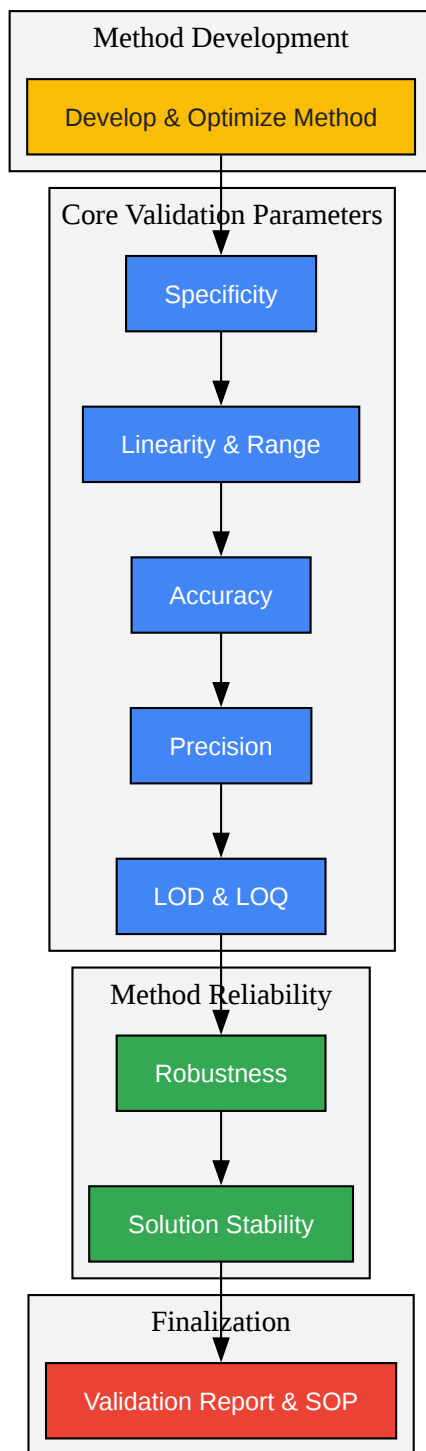 Method Development
Develop & Optimize Method
Core Validation Parameters
Specificity
Linearity & Range
Accuracy
Precision
LOD & LOQ
Method Reliability
Robustness
Solution Stability
Finalization
Validation Report & SOP